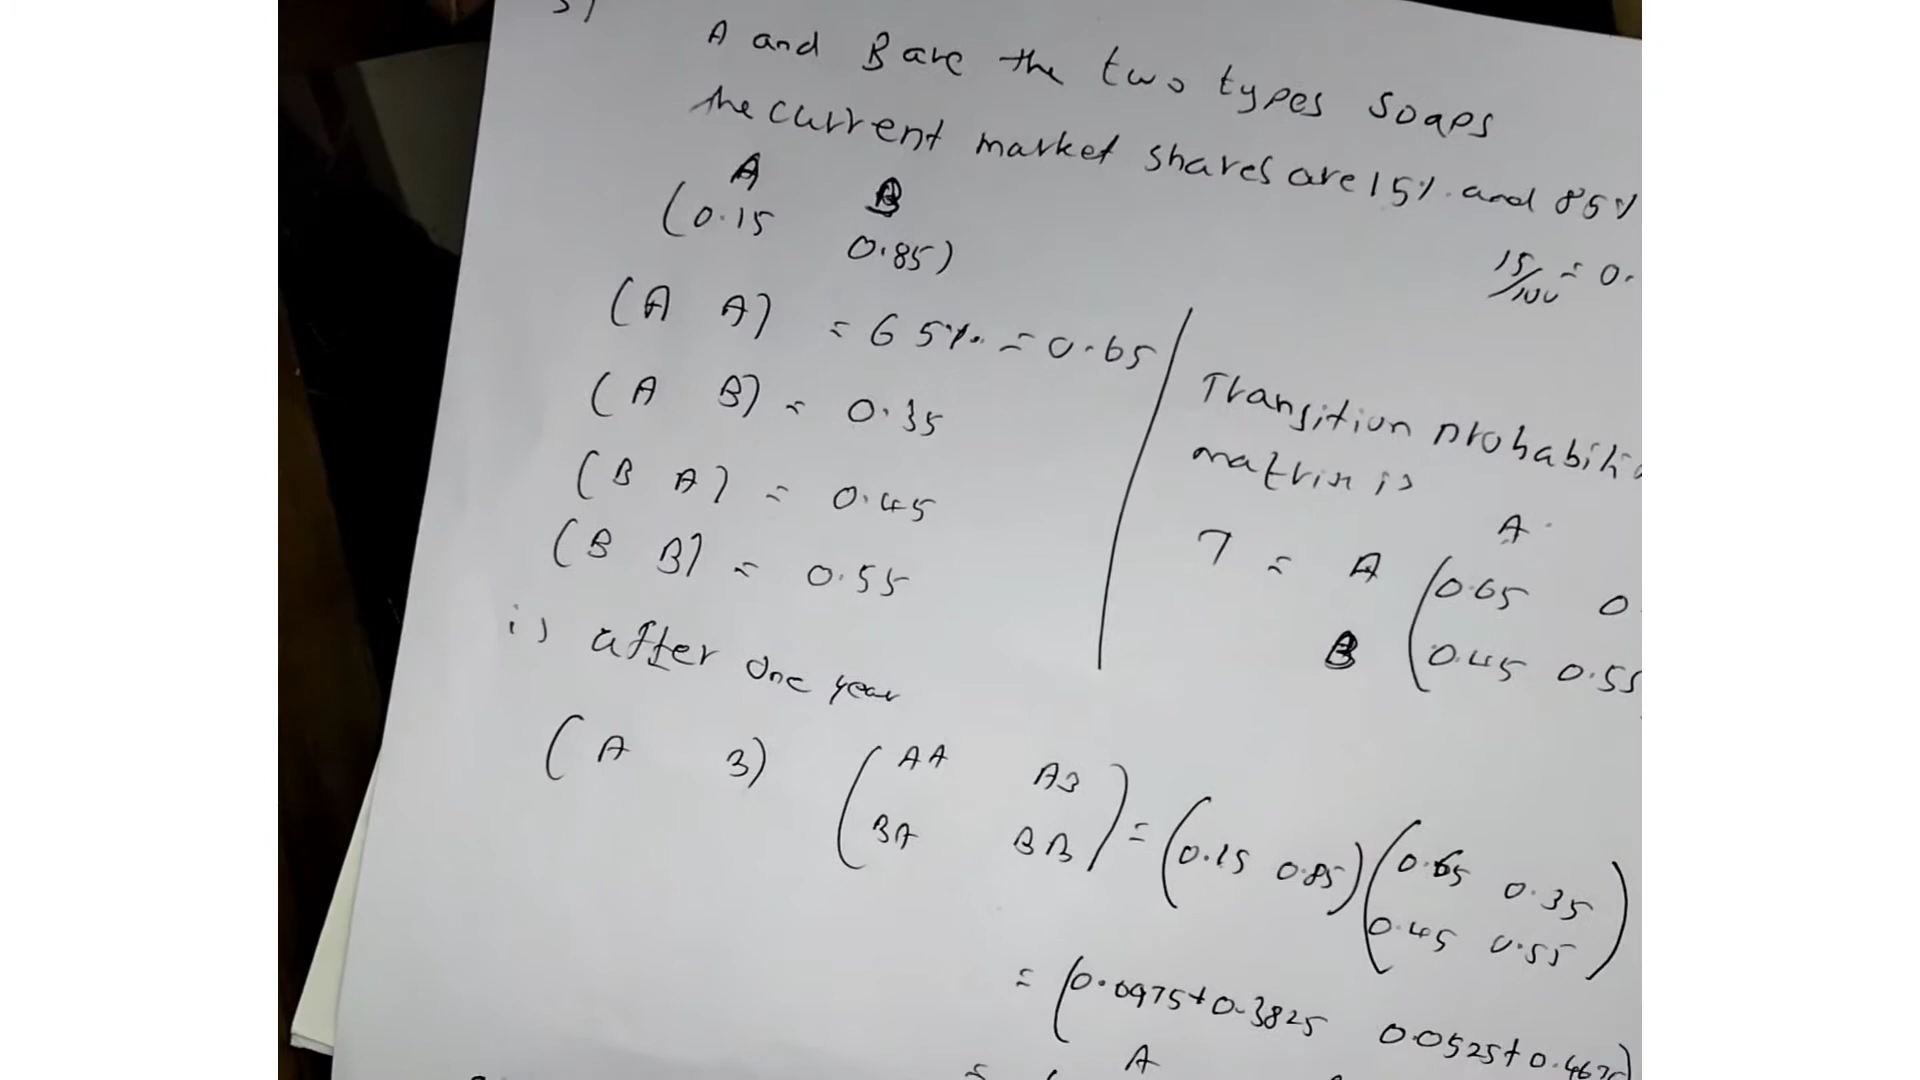 A and B are the two types soaps
the current market shares are 15% and 85%
A B
(0.15 0.85)
15/100 = 0.
(A A) = 65% = 0.65
(A B) = 0.35
(B A) = 0.45
(B B) = 0.55
Transition probabili
matrix is
A
T = A (0.65 0.
B (0.45 0.55
i) after one year
(A B) (AA AB
BA BB) = (0.15 0.85) (0.65 0.35
0.45 0.55)
= (0.0975+0.3825 0.0525+0.467
A